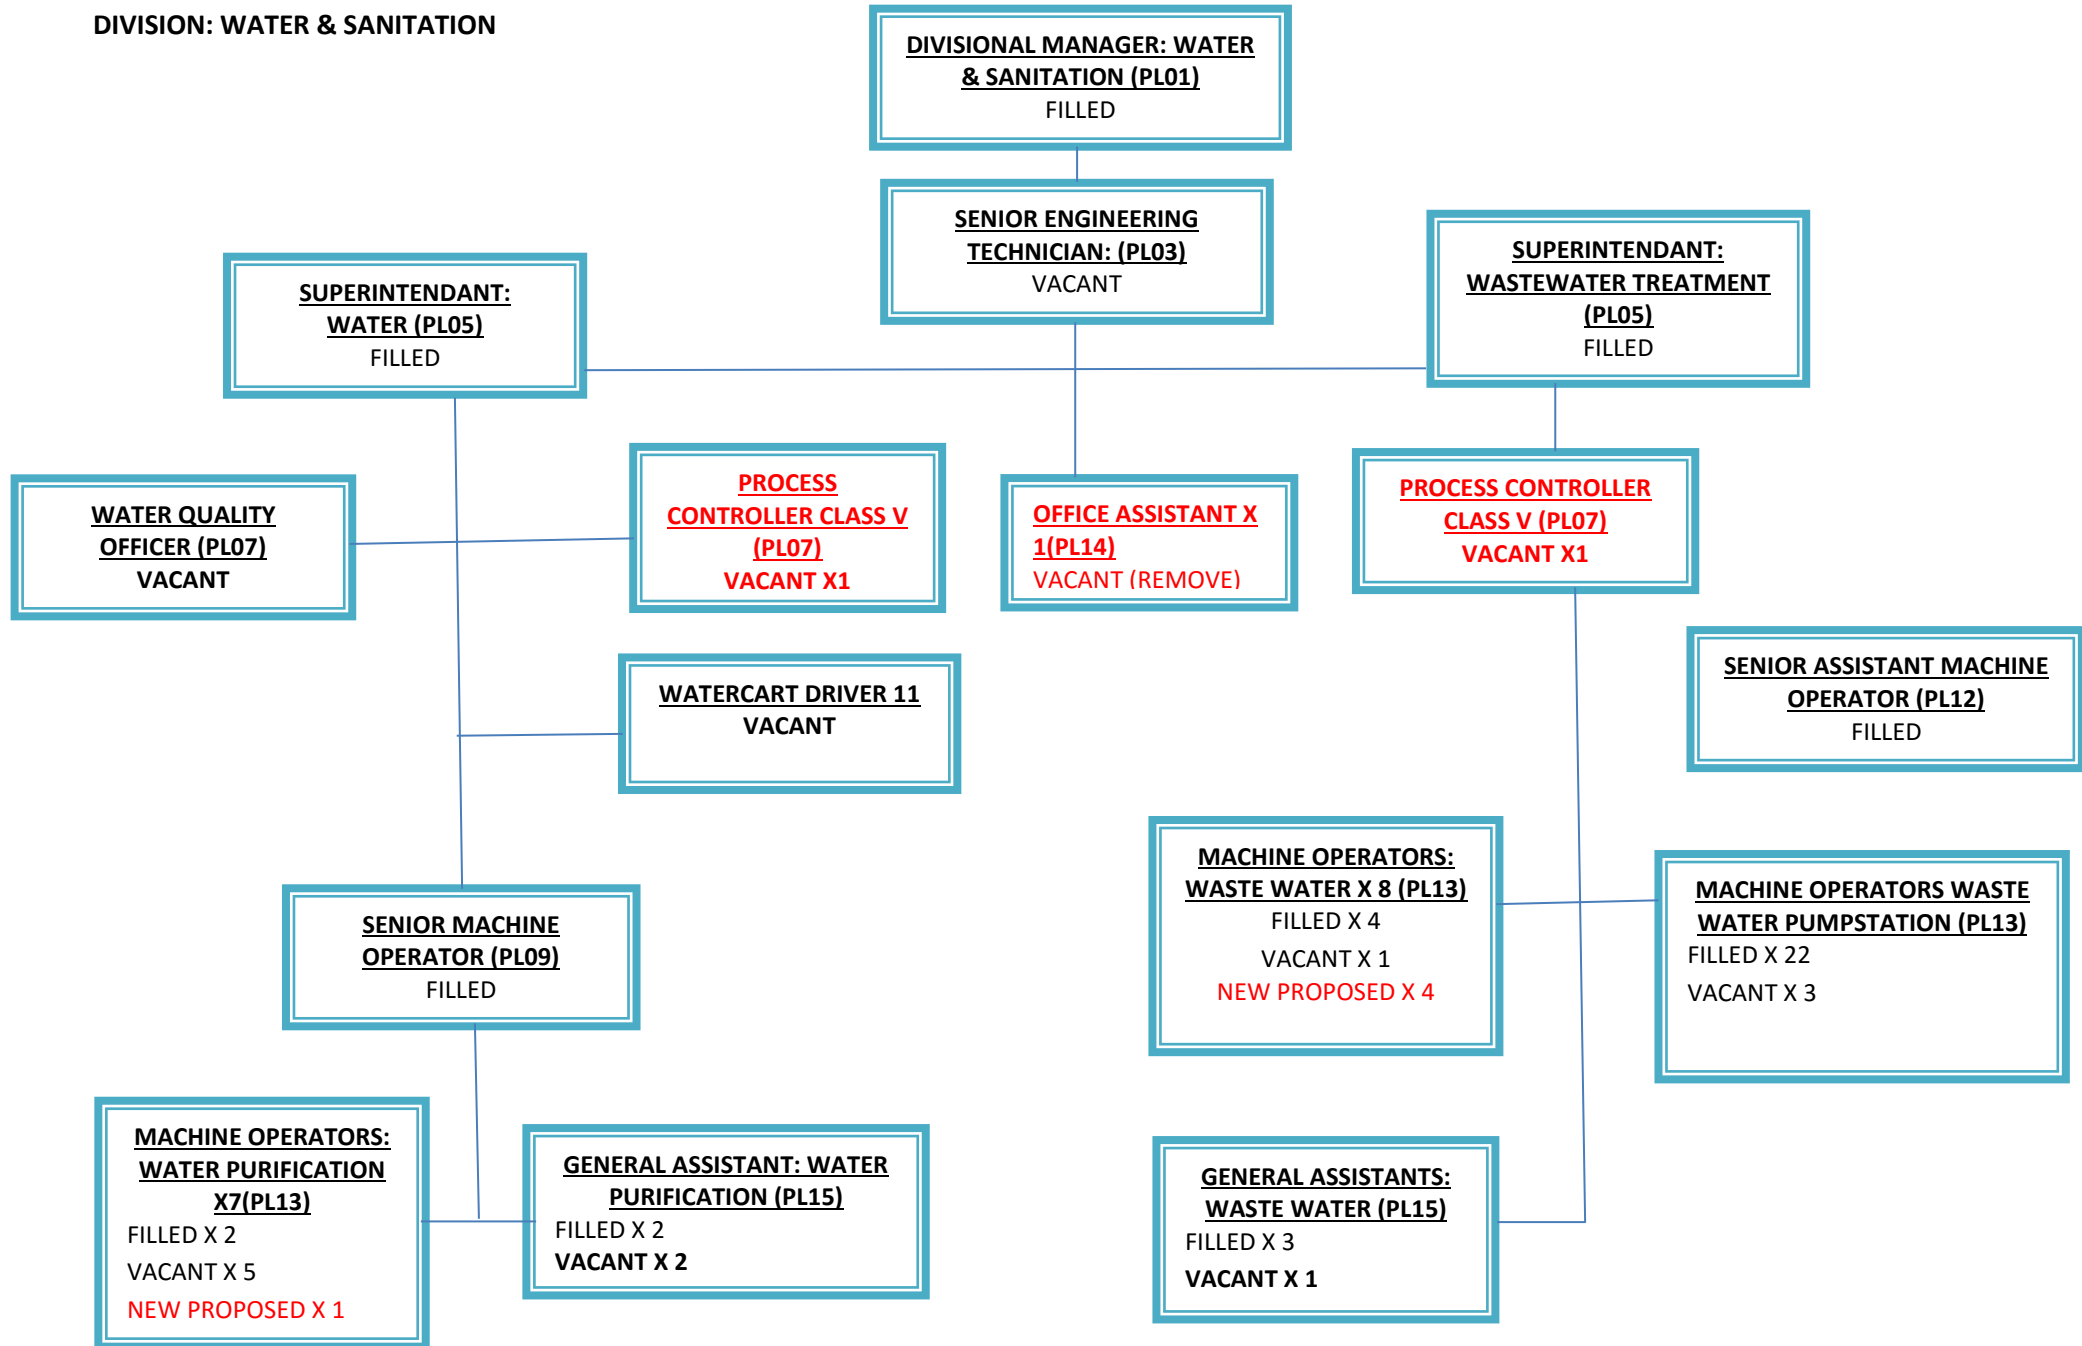 DIVISION: WATER & SANITATION
DIVISIONAL MANAGER: WATER
& SANITATION (PL01)
FILLED
SENIOR ENGINEERING
TECHNICIAN: (PL03)
VACANT
SUPERINTENDANT:
WATER (PL05)
FILLED
SUPERINTENDANT:
WASTEWATER TREATMENT
(PL05)
FILLED
WATER QUALITY
OFFICER (PL07)
VACANT
PROCESS
CONTROLLER CLASS V
(PL07)
VACANT X1
OFFICE ASSISTANT X
1(PL14)
VACANT (REMOVE)
PROCESS CONTROLLER
CLASS V (PL07)
VACANT X1
WATERCART DRIVER 11
VACANT
SENIOR ASSISTANT MACHINE
OPERATOR (PL12)
FILLED
SENIOR MACHINE
OPERATOR (PL09)
FILLED
MACHINE OPERATORS:
WASTE WATER X 8 (PL13)
FILLED X 4
VACANT X 1
NEW PROPOSED X 4
MACHINE OPERATORS WASTE
WATER PUMPSTATION (PL13)
FILLED X 22
VACANT X 3
MACHINE OPERATORS:
WATER PURIFICATION
X7(PL13)
FILLED X 2
VACANT X 5
NEW PROPOSED X 1
GENERAL ASSISTANT: WATER
PURIFICATION (PL15)
FILLED X 2
VACANT X 2
GENERAL ASSISTANTS:
WASTE WATER (PL15)
FILLED X 3
VACANT X 1